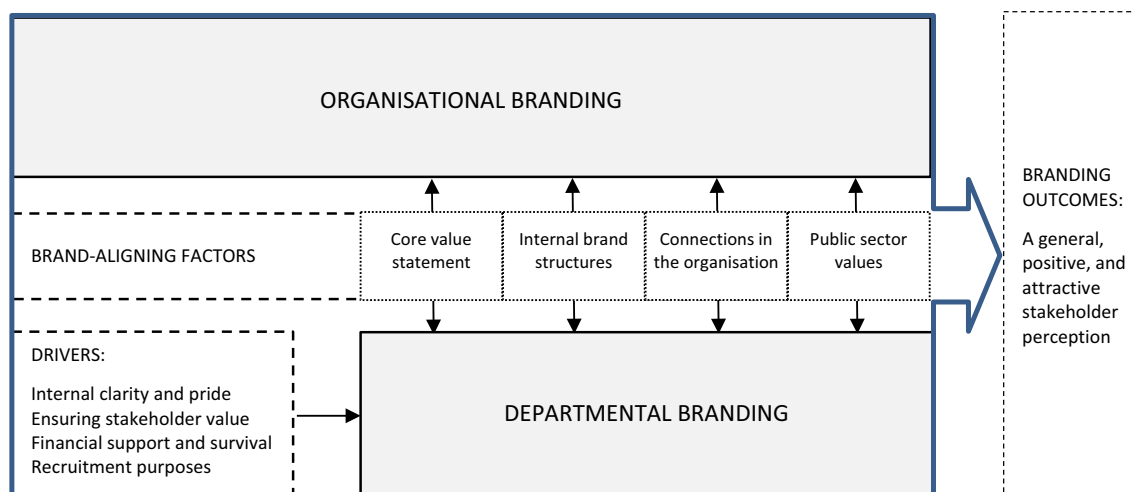 ORGANISATIONAL BRANDING
BRAND-ALIGNING FACTORS
Core value
statement
Internal brand
structures
Connections in
the organisation
Public sector
values
DRIVERS:
Internal clarity and pride
Ensuring stakeholder value
Financial support and survival
Recruitment purposes
DEPARTMENTAL BRANDING
BRANDING
OUTCOMES:
A general,
positive, and
attractive
stakeholder
perception